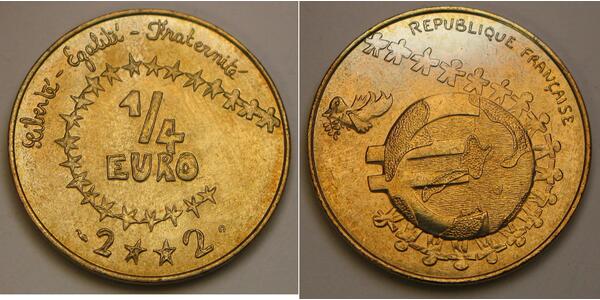 Liberté - Egalité - Fraternité
1/4
EURO
2 ★★ 2
REPUBLIQUE FRANÇAISE